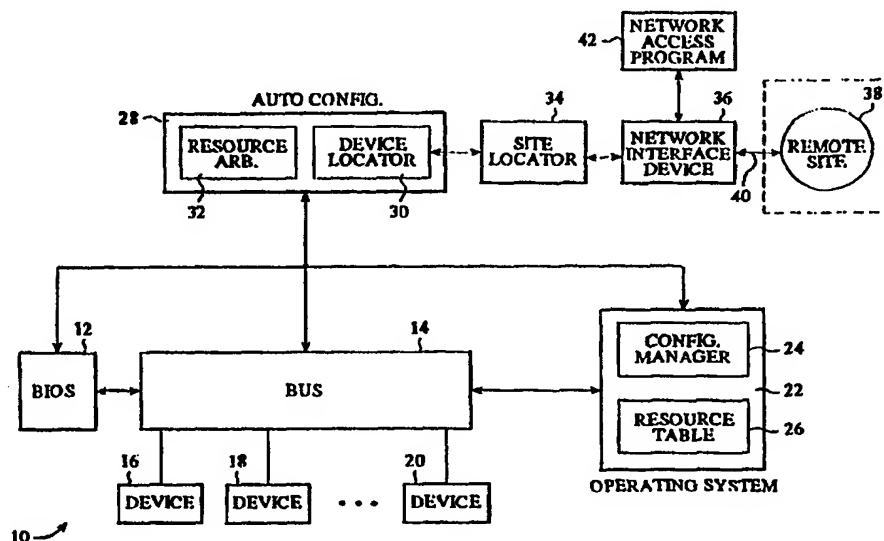 42
NETWORK
ACCESS
PROGRAM
AUTO CONFIG.
28
RESOURCE
ARB.
32
DEVICE
LOCATOR
30
34
SITE
LOCATOR
36
NETWORK
INTERFACE
DEVICE
40
38
REMOTE
SITE
12
BIOS
14
BUS
CONFIG.
MANAGER
24
22
RESOURCE
TABLE
26
OPERATING SYSTEM
16
DEVICE
18
DEVICE
• • •
20
DEVICE
10